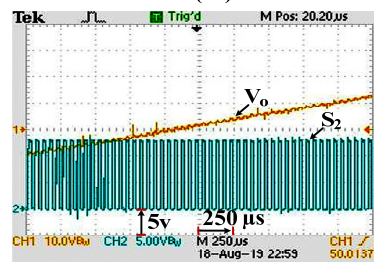 Tek Trig'd M Pos: 20.20µs
Vo
1
S2
2
5v
250 µs
CH1 10.0VBw CH2 5.00VBw M 250µs CH1
18-Aug-19 22:59 50.0137